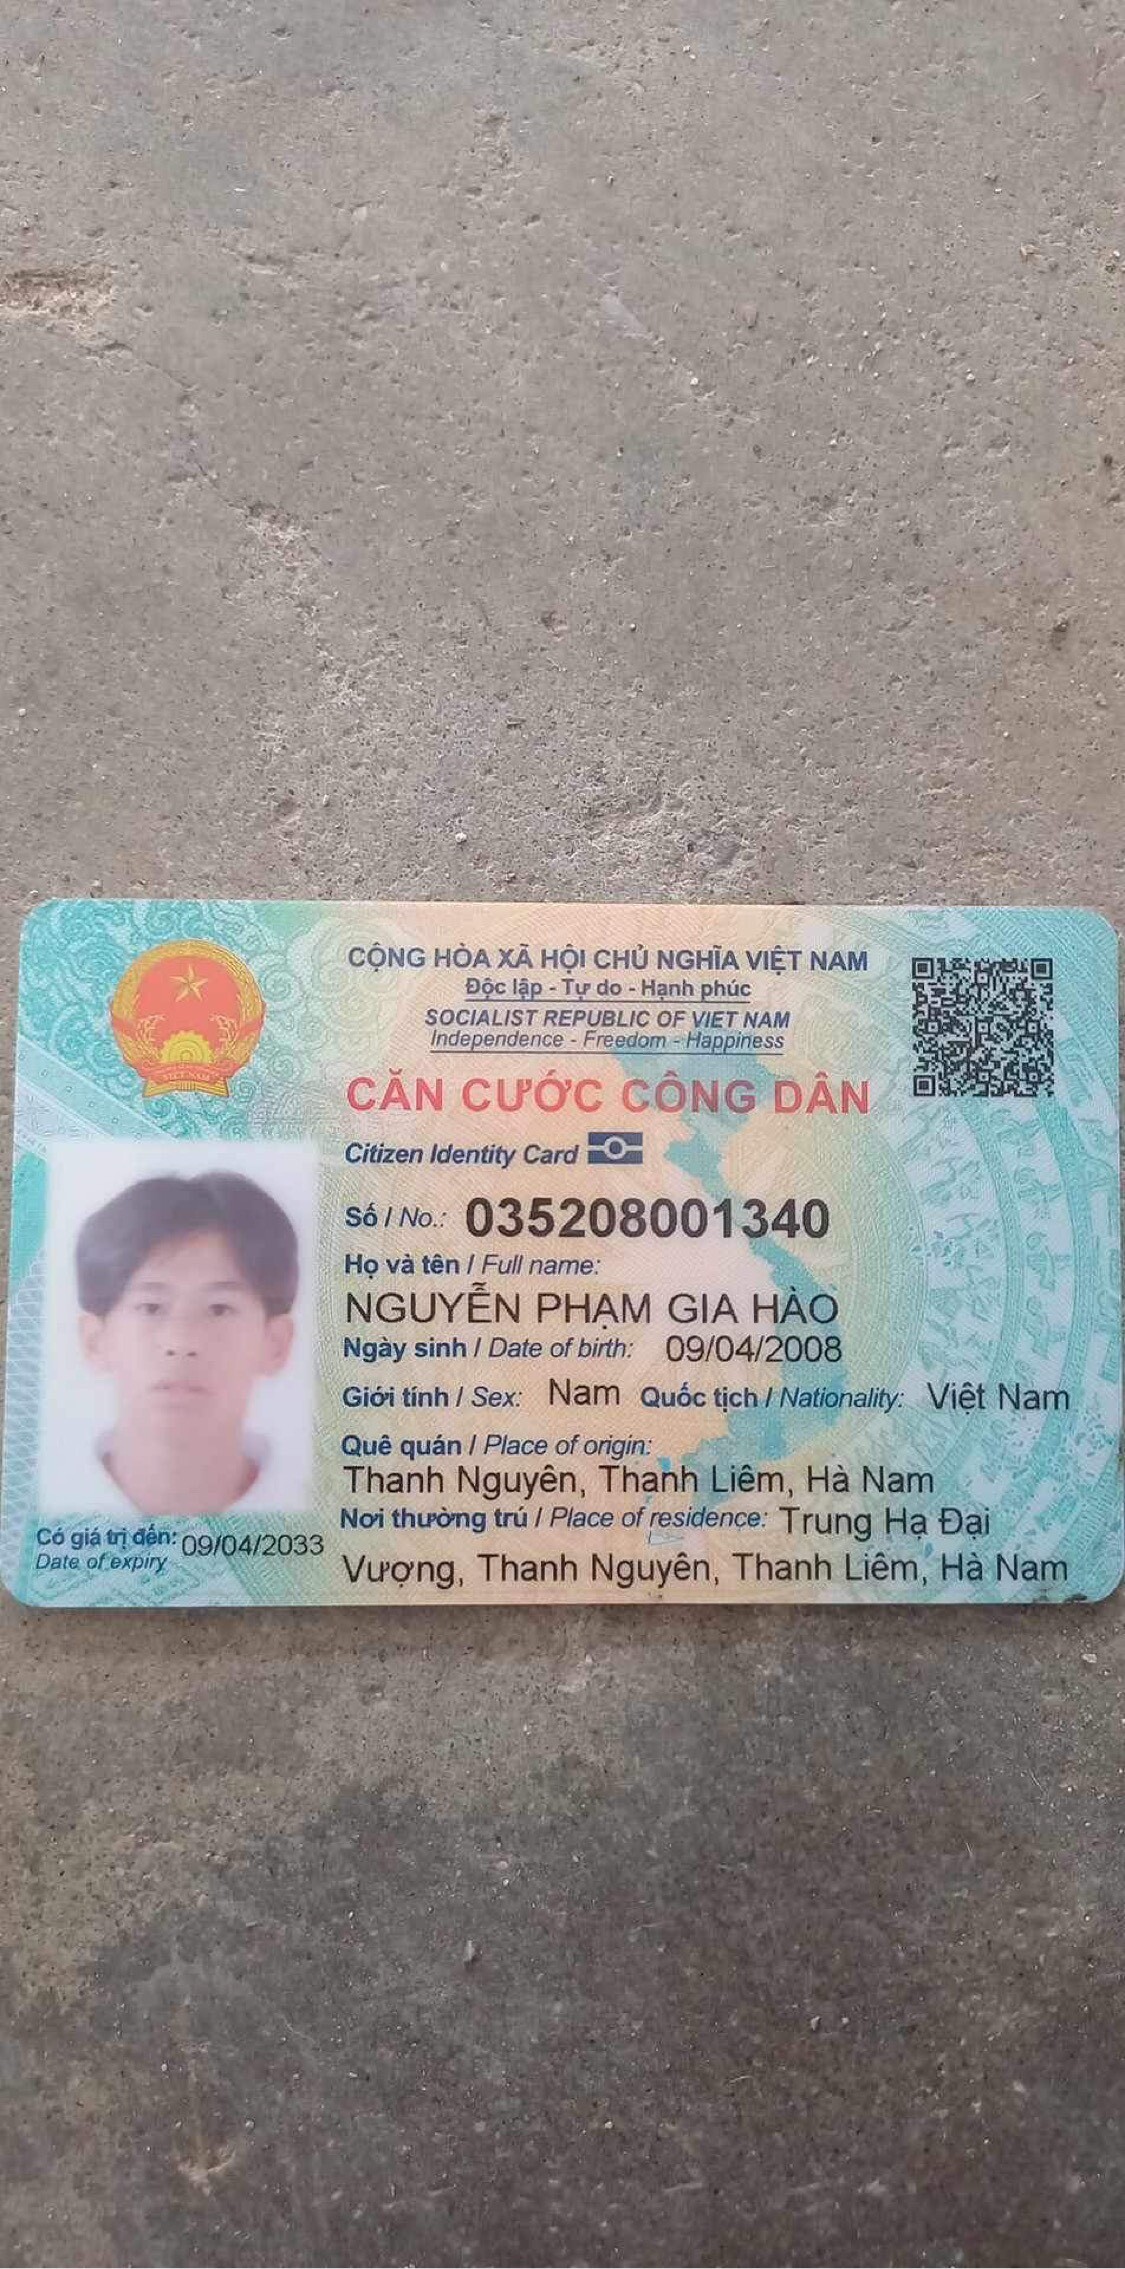 CỘNG HÒA XÃ HỘI CHỦ NGHĨA VIỆT NAM
Độc lập - Tự do - Hạnh phúc
SOCIALIST REPUBLIC OF VIET NAM
Independence - Freedom - Happiness
CĂN CƯỚC CÔNG DÂN
Citizen Identity Card
Số / No.: 035208001340
Họ và tên / Full name:
NGUYỄN PHẠM GIA HÀO
Ngày sinh / Date of birth: 09/04/2008
Giới tính / Sex: Nam Quốc tịch / Nationality: Việt Nam
Quê quán / Place of origin:
Thanh Nguyên, Thanh Liêm, Hà Nam
Nơi thường trú / Place of residence: Trung Hạ Đại
Vượng, Thanh Nguyên, Thanh Liêm, Hà Nam
Có giá trị đến: 09/04/2033
Date of expiry
VIỆT NAM